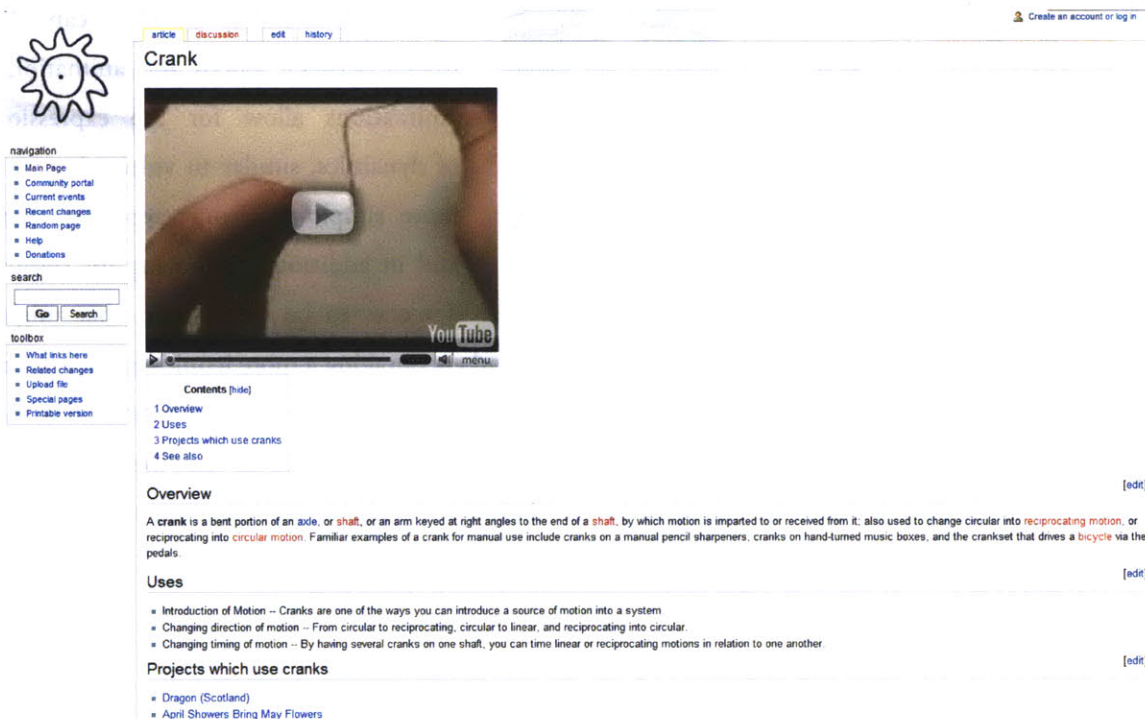 Create an account or log in
article discussion edit history
Crank
YouTube
menu
navigation
Main Page
Community portal
Current events
Recent changes
Random page
Help
Donations
search
Go Search
toolbox
What links here
Related changes
Upload file
Special pages
Printable version
Contents [hide]
1 Overview
2 Uses
3 Projects which use cranks
4 See also
Overview [edit]
A crank is a bent portion of an axle, or shaft, or an arm keyed at right angles to the end of a shaft, by which motion is imparted to or received from it; also used to change circular into reciprocating motion, or
reciprocating into circular motion. Familiar examples of a crank for manual use include cranks on a manual pencil sharpeners, cranks on hand-turned music boxes, and the crankset that drives a bicycle via the
pedals.
Uses [edit]
Introduction of Motion -- Cranks are one of the ways you can introduce a source of motion into a system
Changing direction of motion -- From circular to reciprocating, circular to linear, and reciprocating into circular.
Changing timing of motion -- By having several cranks on one shaft, you can time linear or reciprocating motions in relation to one another.
Projects which use cranks [edit]
Dragon (Scotland)
April Showers Bring May Flowers